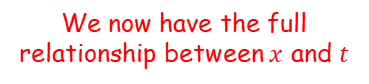 We now have the full
relationship between x and t